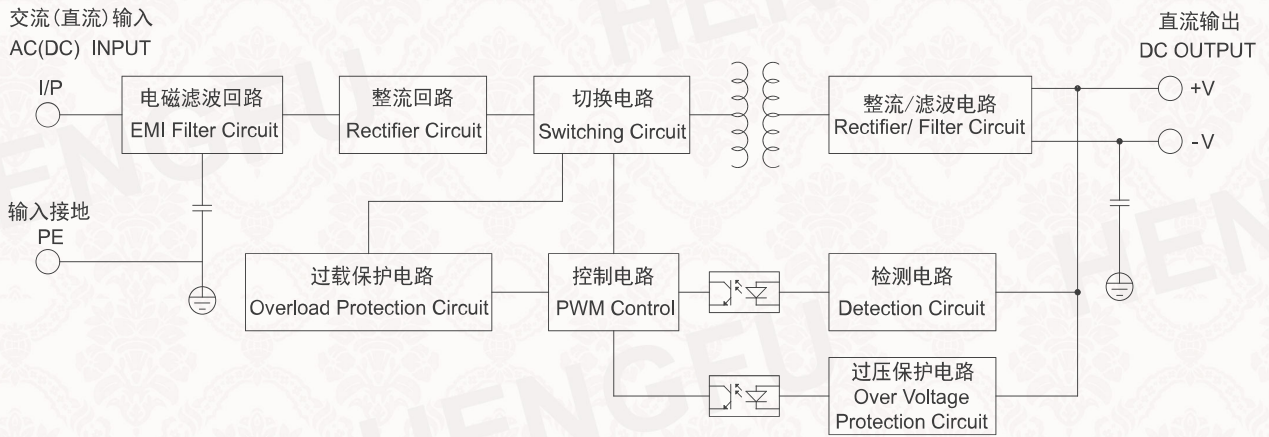 交流(直流)输入
AC(DC) INPUT
I/P
电磁滤波回路
EMI Filter Circuit
整流回路
Rectifier Circuit
切换电路
Switching Circuit
整流/滤波电路
Rectifier/ Filter Circuit
直流输出
DC OUTPUT
+V
-V
输入接地
PE
过载保护电路
Overload Protection Circuit
控制电路
PWM Control
检测电路
Detection Circuit
过压保护电路
Over Voltage
Protection Circuit
HENGFU
HENGFU
HENGFU